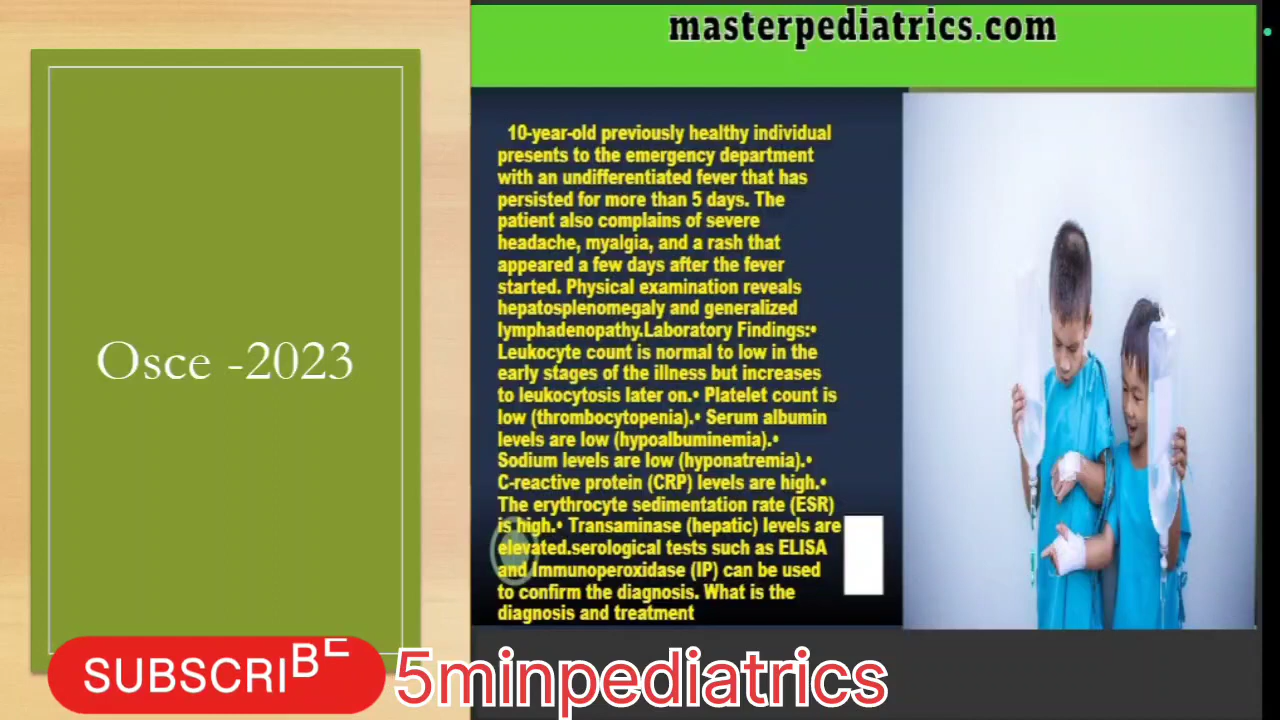 masterpediatrics.com
Osce -2023
10-year-old previously healthy individual
presents to the emergency department
with an undifferentiated fever that has
persisted for more than 5 days. The
patient also complains of severe
headache, myalgia, and a rash that
appeared a few days after the fever
started. Physical examination reveals
hepatosplenomegaly and generalized
lymphadenopathy.Laboratory Findings:•
Leukocyte count is normal to low in the
early stages of the illness but increases
to leukocytosis later on.• Platelet count is
low (thrombocytopenia).• Serum albumin
levels are low (hypoalbuminemia).•
Sodium levels are low (hyponatremia).•
C-reactive protein (CRP) levels are high.•
The erythrocyte sedimentation rate (ESR)
is high.• Transaminase (hepatic) levels are
elevated.serological tests such as ELISA
and Immunoperoxidase (IP) can be used
to confirm the diagnosis. What is the
diagnosis and treatment
SUBSCRIBE
5minpediatrics